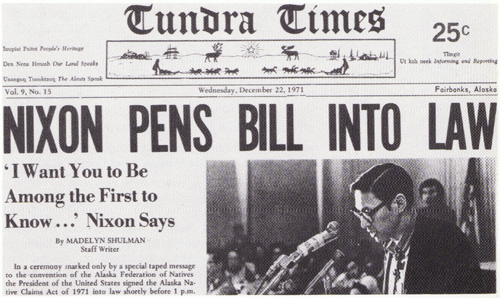 Tundra Times
25¢
Inupiat Paitot People's Heritage
Den Nena Henash Our Land Speaks
Unanguq Tunuktauq The Aleuts Speak
Tlingit
Ut kah neek Informing and Reporting
Vol. 9, No. 15
Wednesday, December 22, 1971
Fairbanks, Alaska
NIXON PENS BILL INTO LAW
'I Want You to Be
Among the First to
Know...' Nixon Says
By MADELYN SHULMAN
Staff Writer
In a ceremony marked only by a special taped message
to the convention of the Alaska Federation of Natives
the President of the United States signed the Alaska Na-
tive Claims Act of 1971 into law shortly before 1 p.m.